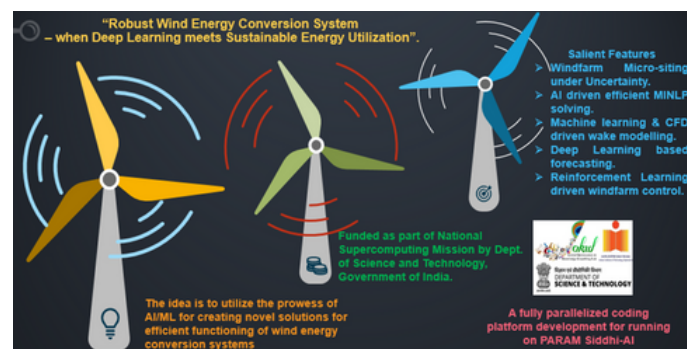 “Robust Wind Energy Conversion System
– when Deep Learning meets Sustainable Energy Utilization”.
Salient Features
➤ Windfarm Micro-siting
under Uncertainty.
➤ AI driven efficient MINLP
solving.
➤ Machine learning & CFD
driven wake modelling.
➤ Deep Learning based
forecasting.
➤ Reinforcement Learning
driven windfarm control.
Funded as part of National
Supercomputing Mission by Dept.
of Science and Technology,
Government of India.
DEPARTMENT OF
SCIENCE & TECHNOLOGY
The idea is to utilize the prowess of
AI/ML for creating novel solutions for
efficient functioning of wind energy
conversion systems
A fully parallelized coding
platform development for running
on PARAM Siddhi-AI